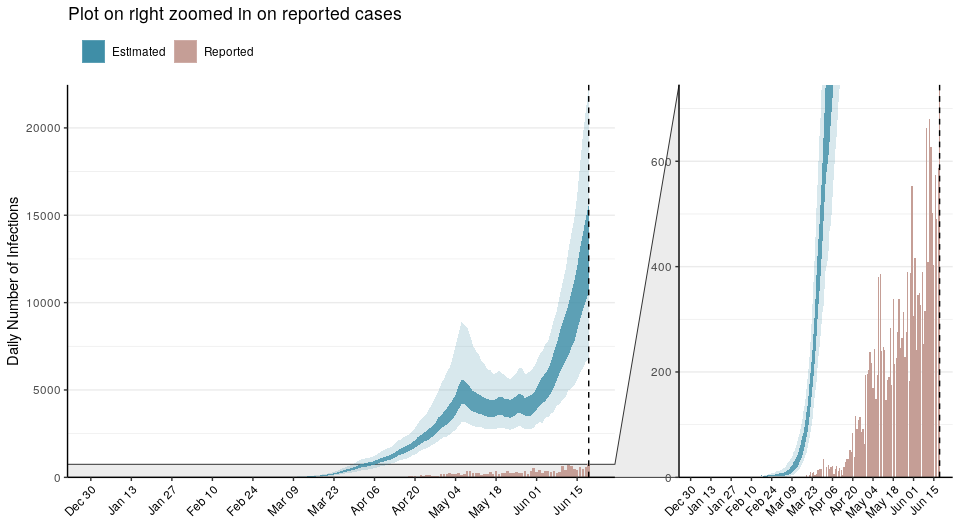 Plot on right zoomed in on reported cases
Estimated Reported
Daily Number of Infections
20000
15000
10000
5000
0
Dec 30 Jan 13 Jan 27 Feb 10 Feb 24 Mar 09 Mar 23 Apr 06 Apr 20 May 04 May 18 Jun 01 Jun 15
600
400
200
0
Dec 30 Jan 13 Jan 27 Feb 10 Feb 24 Mar 09 Mar 23 Apr 06 Apr 20 May 04 May 18 Jun 01 Jun 15